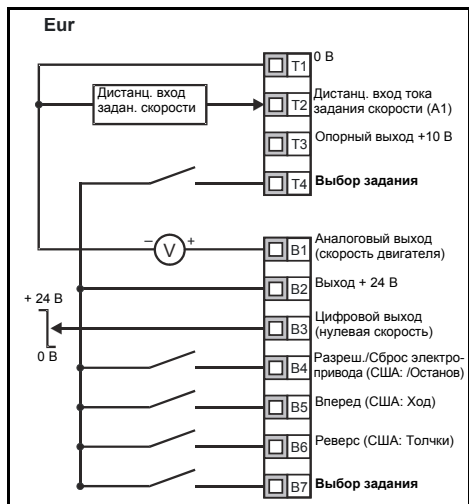 Eur
T1
0 В
Дистанц. вход
задан. скорости
T2
Дистанц. вход тока
задания скорости (A1)
T3
Опорный выход +10 В
T4
Выбор задания
– V +
B1
Аналоговый выход
(скорость двигателя)
B2
Выход + 24 В
+ 24 В
0 В
B3
Цифровой выход
(нулевая скорость)
B4
Разреш./Сброс электро-
привода (США: /Останов)
B5
Вперед (США: Ход)
B6
Реверс (США: Толчки)
B7
Выбор задания